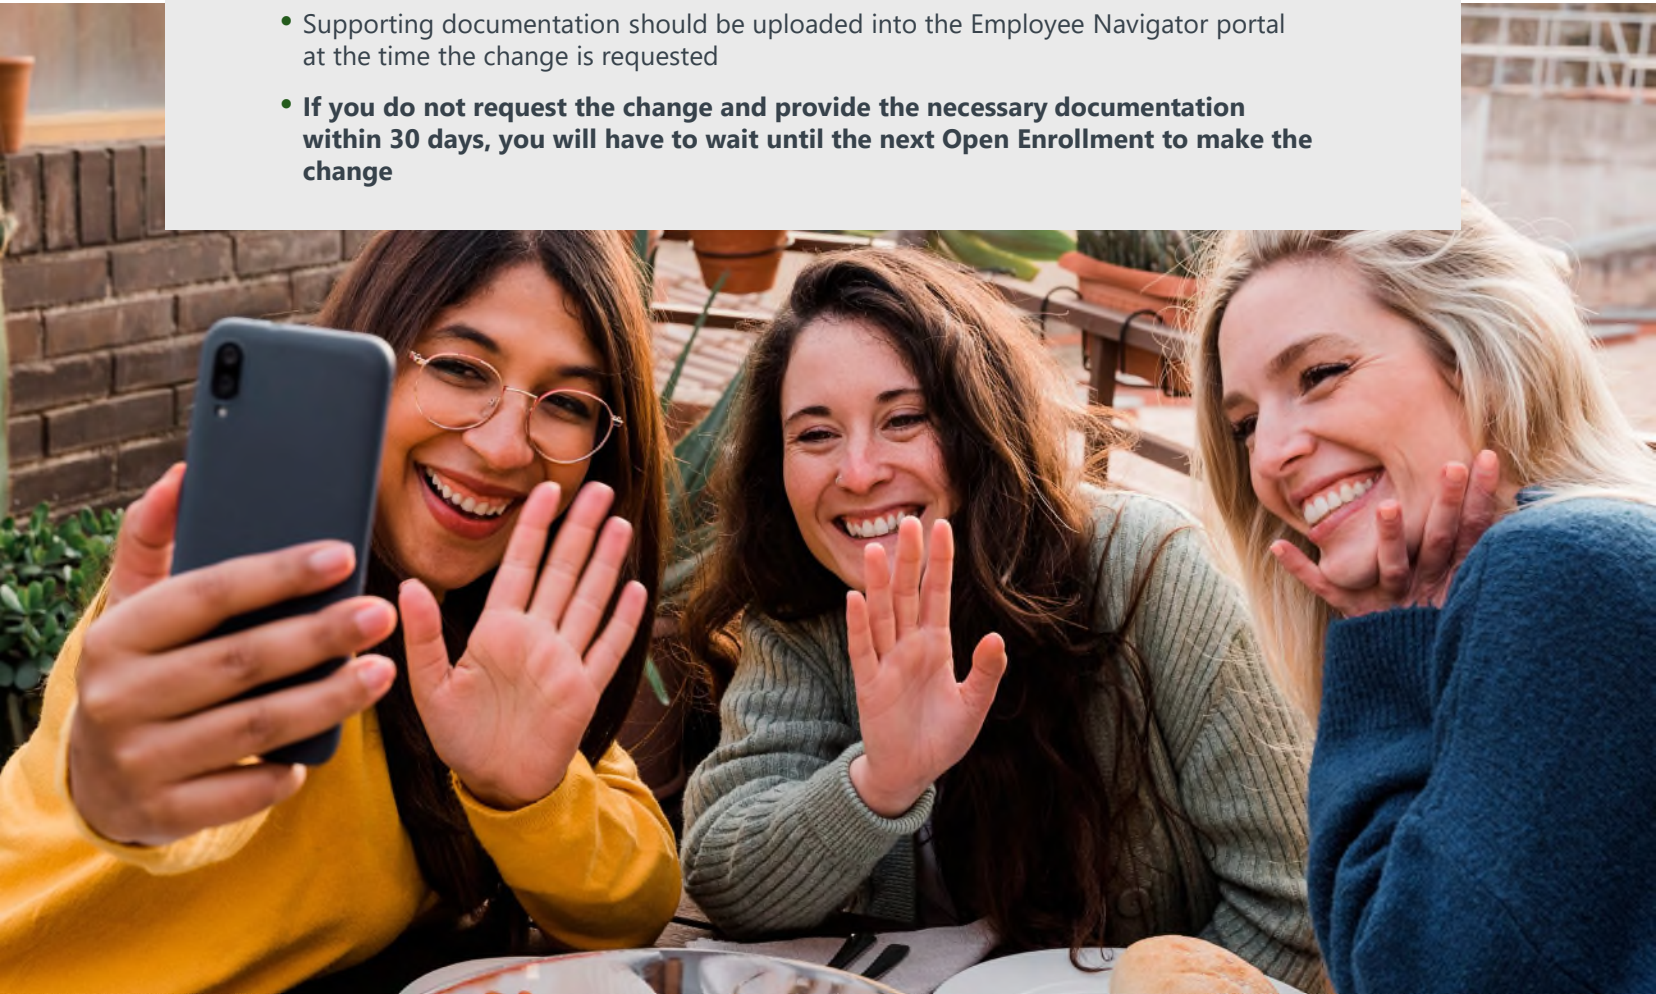 • Supporting documentation should be uploaded into the Employee Navigator portal
at the time the change is requested
• If you do not request the change and provide the necessary documentation
within 30 days, you will have to wait until the next Open Enrollment to make the
change